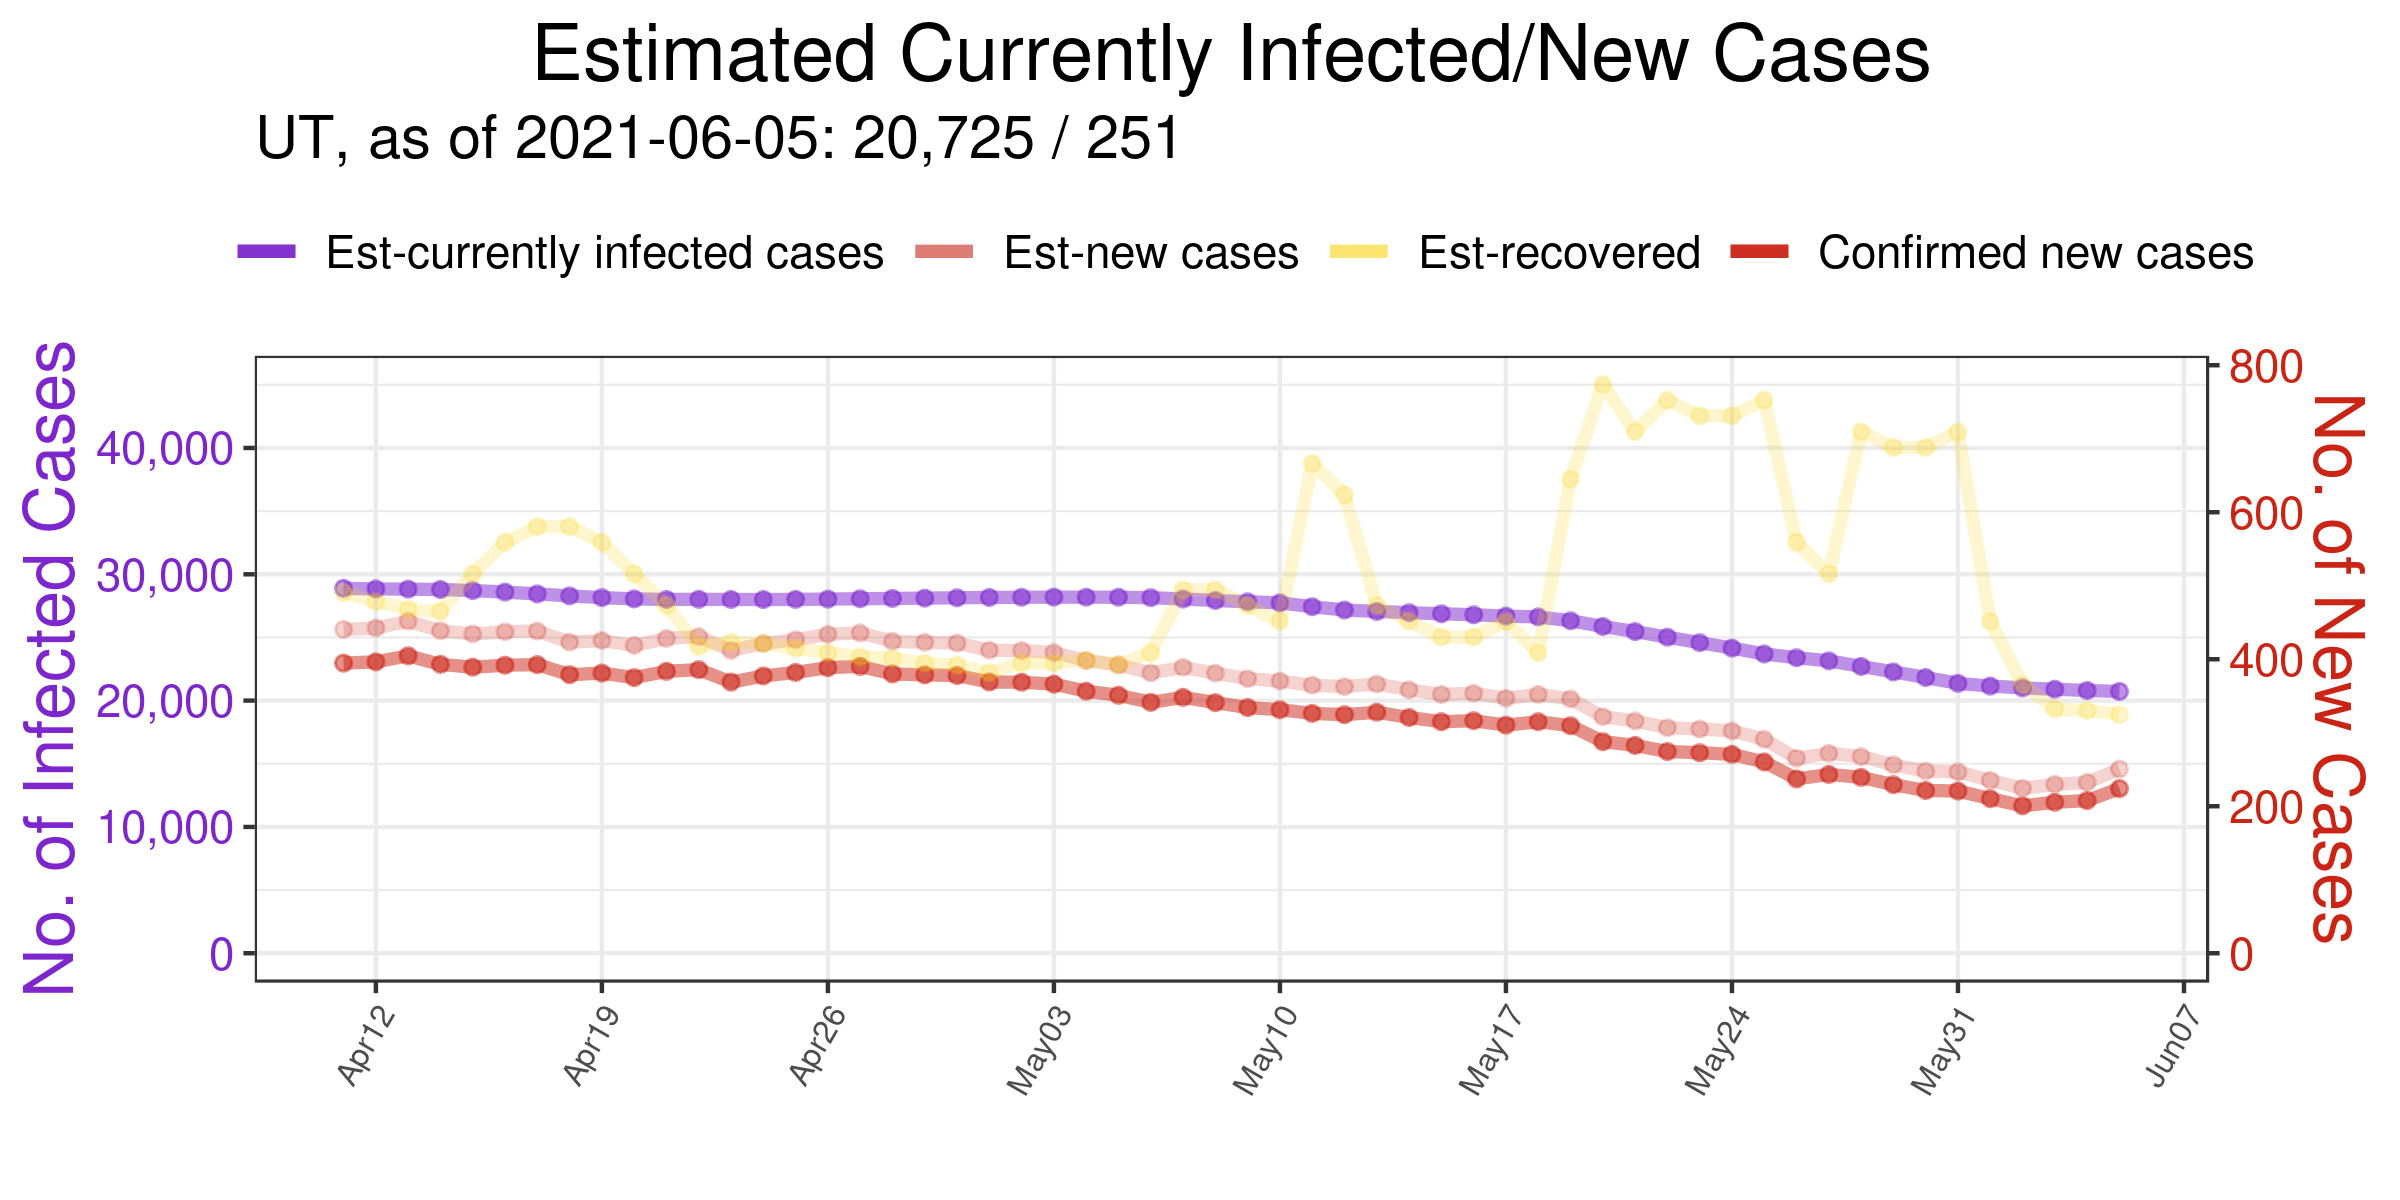 Estimated Currently Infected/New Cases
UT, as of 2021-06-05: 20,725 / 251
Est-currently infected cases Est-new cases Est-recovered Confirmed new cases
No. of Infected Cases
40,000
30,000
20,000
10,000
0
800
600
400
200
0
No. of New Cases
Apr12 Apr19 Apr26 May03 May10 May17 May24 May31 Jun07